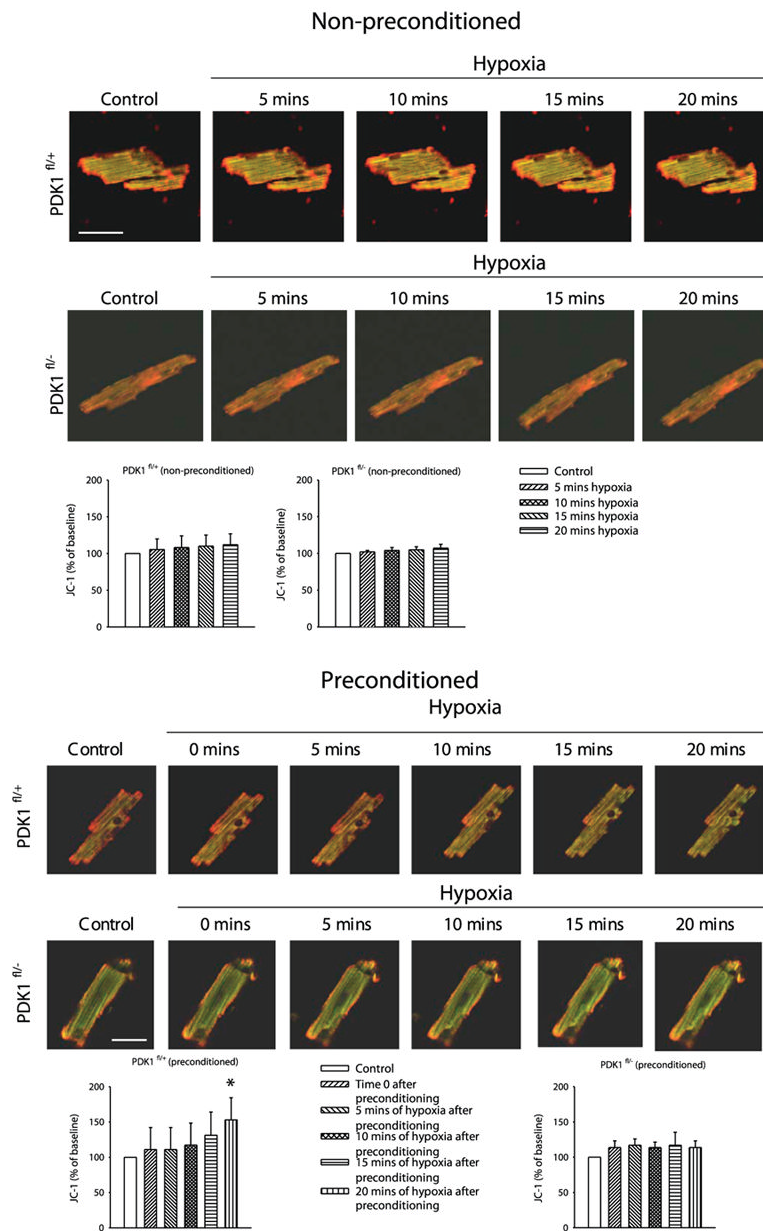 Non-preconditioned
Hypoxia
Control 5 mins 10 mins 15 mins 20 mins
PDK1 fl/+
Hypoxia
Control 5 mins 10 mins 15 mins 20 mins
PDK1 fl/-
PDK1 fl/+ (non-preconditioned)
200
150
100
50
0
JC-1 (% of baseline)
PDK1 fl/- (non-preconditioned)
200
150
100
50
0
JC-1 (% of baseline)
Control
5 mins hypoxia
10 mins hypoxia
15 mins hypoxia
20 mins hypoxia
Preconditioned
Hypoxia
Control 0 mins 5 mins 10 mins 15 mins 20 mins
PDK1 fl/+
Hypoxia
Control 0 mins 5 mins 10 mins 15 mins 20 mins
PDK1 fl/-
PDK1 fl/+ (preconditioned)
200
150
100
50
0
JC-1 (% of baseline)
*
Control
Time 0 after
preconditioning
5 mins of hypoxia after
preconditioning
10 mins of hypoxia after
preconditioning
15 mins of hypoxia after
preconditioning
20 mins of hypoxia after
preconditioning
PDK1 fl/- (preconditioned)
200
150
100
50
0
JC-1 (% of baseline)